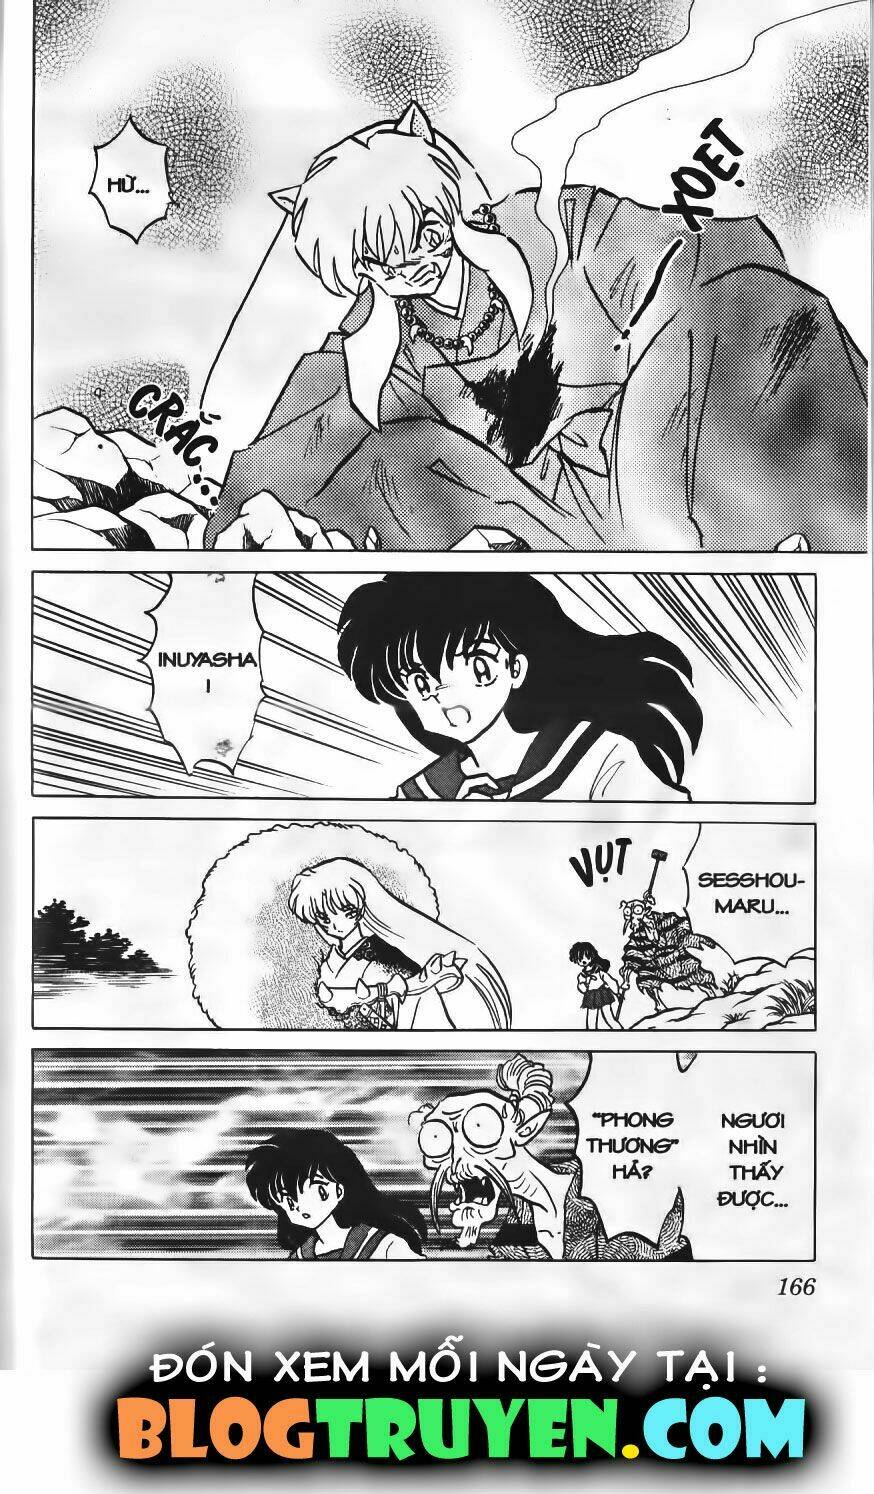 HỪ...
XOẸT
CRẮC...
INUYASHA
!
VỤT
SESSHOU-
MARU...
NGƯƠI
NHÌN
THẤY
ĐƯỢC...
“PHONG
THƯƠNG”
HẢ?
166
ĐÓN XEM MỖI NGÀY TẠI :
BLOGTRUYEN.COM